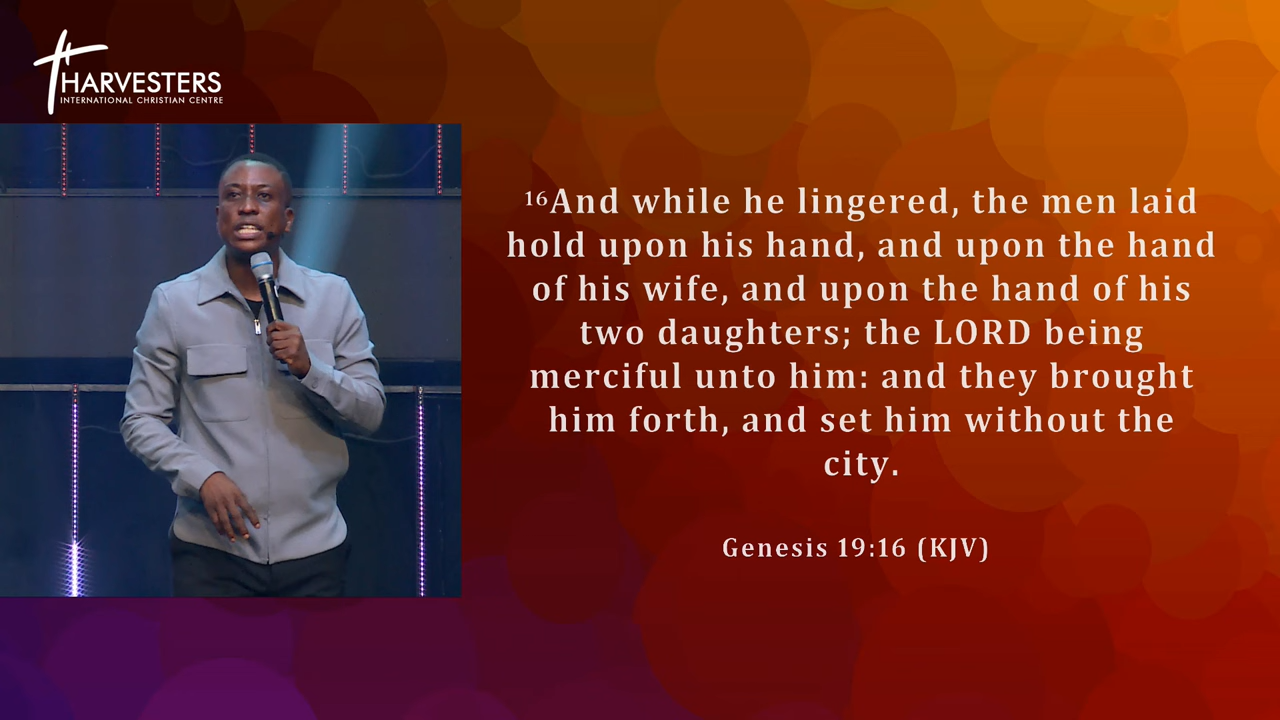 HARVESTERS
INTERNATIONAL CHRISTIAN CENTRE
16And while he lingered, the men laid
hold upon his hand, and upon the hand
of his wife, and upon the hand of his
two daughters; the LORD being
merciful unto him: and they brought
him forth, and set him without the
city.
Genesis 19:16 (KJV)